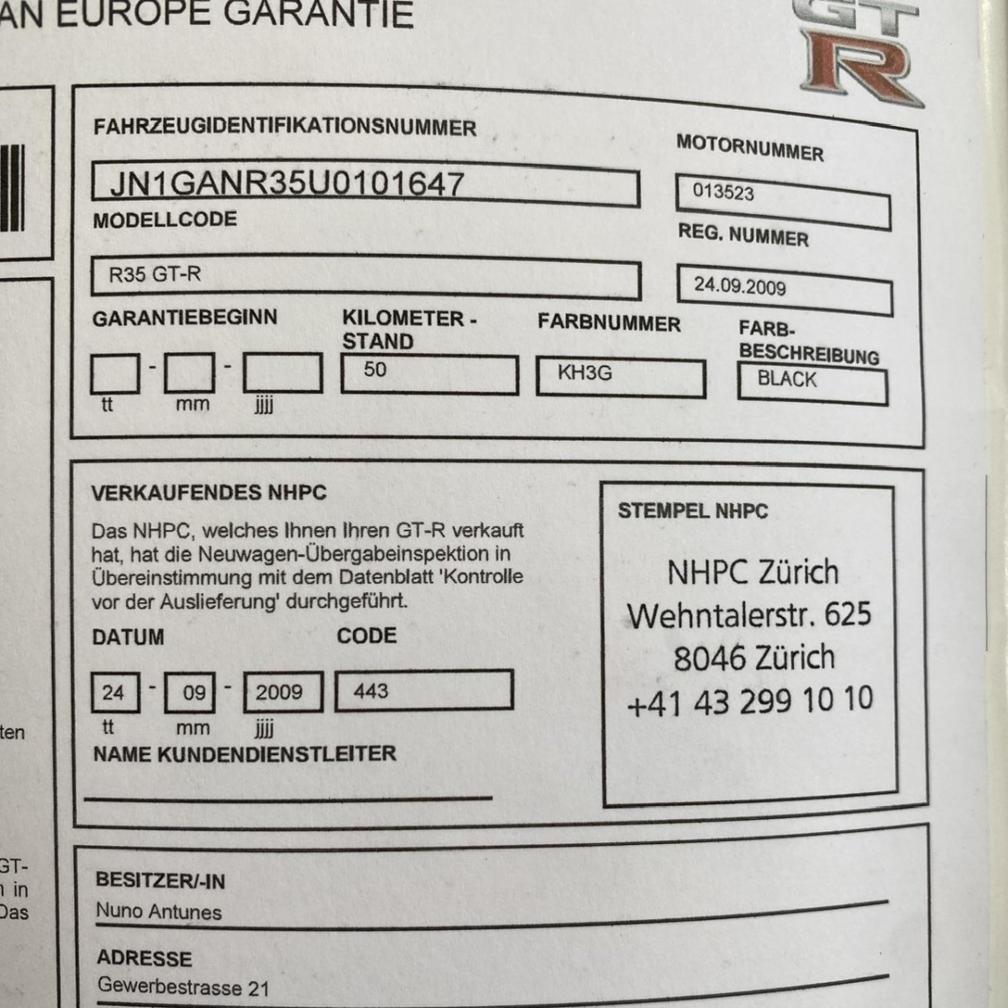 AN EUROPE GARANTIE
GT
R
FAHRZEUGIDENTIFIKATIONSNUMMER
JN1GANR35U0101647
MOTORNUMMER
013523
MODELLCODE
R35 GT-R
REG. NUMMER
24.09.2009
GARANTIEBEGINN
- -
tt mm jjjj
KILOMETER -
STAND
50
FARBNUMMER
KH3G
FARB-
BESCHREIBUNG
BLACK
VERKAUFENDES NHPC
Das NHPC, welches Ihnen Ihren GT-R verkauft
hat, hat die Neuwagen-Übergabeinspektion in
Übereinstimmung mit dem Datenblatt 'Kontrolle
vor der Auslieferung' durchgeführt.
DATUM
24 - 09 - 2009
tt mm jjjj
CODE
443
NAME KUNDENDIENSTLEITER
STEMPEL NHPC
NHPC Zürich
Wehntalerstr. 625
8046 Zürich
+41 43 299 10 10
BESITZER/-IN
Nuno Antunes
ADRESSE
Gewerbestrasse 21
ten
GT-
in
Das